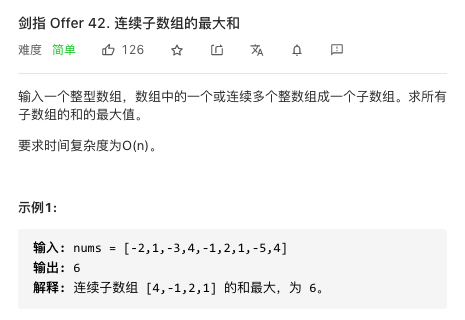 剑指 Offer 42. 连续子数组的最大和
难度 简单 126
输入一个整型数组，数组中的一个或连续多个整数组成一个子数组。求所有
子数组的和的最大值。
要求时间复杂度为O(n)。
示例1:
输入: nums = [-2,1,-3,4,-1,2,1,-5,4]
输出: 6
解释: 连续子数组 [4,-1,2,1] 的和最大，为 6。